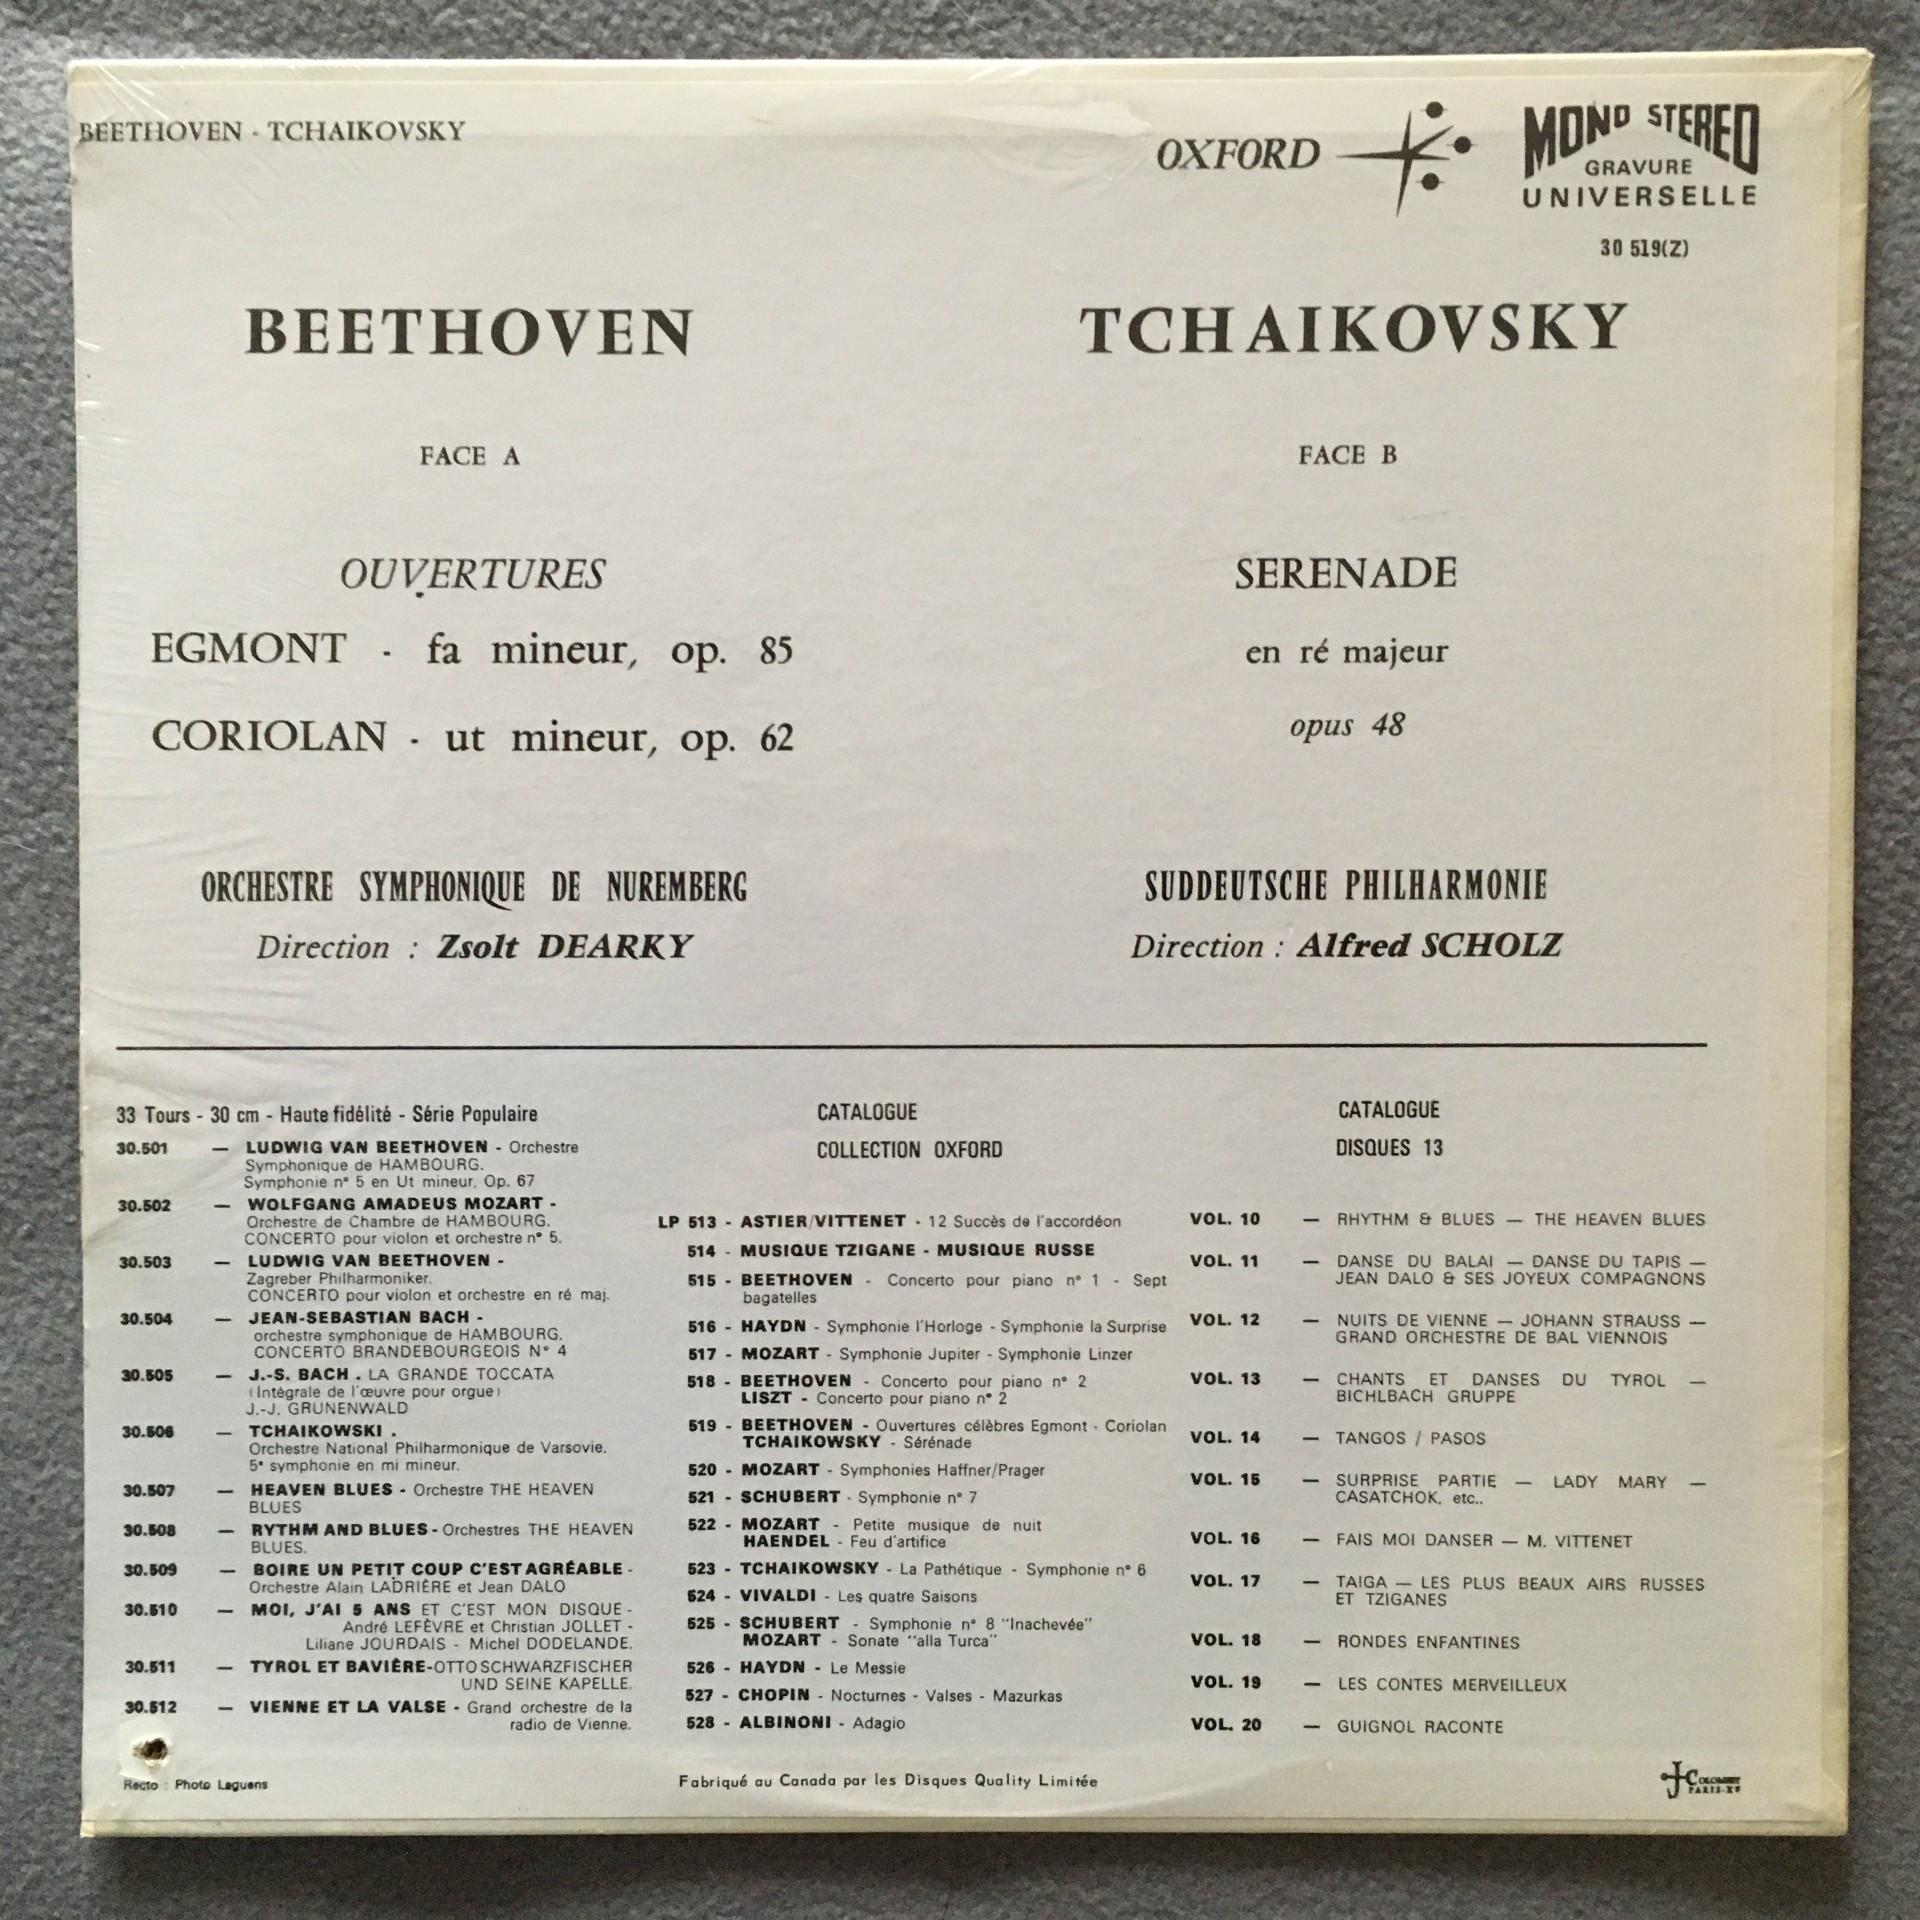 BEETHOVEN - TCHAIKOVSKY
OXFORD
MONO STEREO
GRAVURE
UNIVERSELLE
30 519(Z)
BEETHOVEN
FACE A
OUVERTURES
EGMONT - fa mineur, op. 85
CORIOLAN - ut mineur, op. 62
ORCHESTRE SYMPHONIQUE DE NUREMBERG
Direction : Zsolt DEARKY
TCHAIKOVSKY
FACE B
SERENADE
en ré majeur
opus 48
SUDDEUTSCHE PHILHARMONIE
Direction : Alfred SCHOLZ
33 Tours - 30 cm - Haute fidélité - Série Populaire
30.501 — LUDWIG VAN BEETHOVEN - Orchestre
Symphonique de HAMBOURG.
Symphonie n° 5 en Ut mineur, Op. 67
30.502 — WOLFGANG AMADEUS MOZART -
Orchestre de Chambre de HAMBOURG.
CONCERTO pour violon et orchestre n° 5.
30.503 — LUDWIG VAN BEETHOVEN -
Zagreber Philharmoniker.
CONCERTO pour violon et orchestre en ré maj.
30.504 — JEAN-SEBASTIAN BACH -
orchestre symphonique de HAMBOURG.
CONCERTO BRANDEBOURGEOIS N° 4
30.505 — J.-S. BACH . LA GRANDE TOCCATA
(Intégrale de l'œuvre pour orgue)
J.-J. GRUNENWALD
30.506 — TCHAIKOWSKI .
Orchestre National Philharmonique de Varsovie.
5e symphonie en mi mineur.
30.507 — HEAVEN BLUES - Orchestre THE HEAVEN
BLUES
30.508 — RYTHM AND BLUES - Orchestres THE HEAVEN
BLUES.
30.509 — BOIRE UN PETIT COUP C'EST AGRÉABLE -
Orchestre Alain LADRIÈRE et Jean DALO
30.510 — MOI, J'AI 5 ANS ET C'EST MON DISQUE -
André LEFÈVRE et Christian JOLLET -
Liliane JOURDAIS - Michel DODELANDE.
30.511 — TYROL ET BAVIÈRE-OTTO SCHWARZFISCHER
UND SEINE KAPELLE.
30.512 — VIENNE ET LA VALSE - Grand orchestre de la
radio de Vienne.
CATALOGUE
COLLECTION OXFORD
LP 513 - ASTIER/VITTENET - 12 Succès de l'accordéon
514 - MUSIQUE TZIGANE - MUSIQUE RUSSE
515 - BEETHOVEN - Concerto pour piano n° 1 - Sept
bagatelles
516 - HAYDN - Symphonie l'Horloge - Symphonie la Surprise
517 - MOZART - Symphonie Jupiter - Symphonie Linzer
518 - BEETHOVEN - Concerto pour piano n° 2
LISZT - Concerto pour piano n° 2
519 - BEETHOVEN - Ouvertures célèbres Egmont - Coriolan
TCHAIKOWSKY - Sérénade
520 - MOZART - Symphonies Haffner/Prager
521 - SCHUBERT - Symphonie n° 7
522 - MOZART - Petite musique de nuit
HAENDEL - Feu d'artifice
523 - TCHAIKOWSKY - La Pathétique - Symphonie n° 6
524 - VIVALDI - Les quatre Saisons
525 - SCHUBERT - Symphonie n° 8 "Inachevée"
MOZART - Sonate "alla Turca"
526 - HAYDN - Le Messie
527 - CHOPIN - Nocturnes - Valses - Mazurkas
528 - ALBINONI - Adagio
CATALOGUE
DISQUES 13
VOL. 10 — RHYTHM & BLUES — THE HEAVEN BLUES
VOL. 11 — DANSE DU BALAI — DANSE DU TAPIS —
JEAN DALO & SES JOYEUX COMPAGNONS
VOL. 12 — NUITS DE VIENNE — JOHANN STRAUSS —
GRAND ORCHESTRE DE BAL VIENNOIS
VOL. 13 — CHANTS ET DANSES DU TYROL —
BICHLBACH GRUPPE
VOL. 14 — TANGOS / PASOS
VOL. 15 — SURPRISE PARTIE — LADY MARY —
CASATCHOK, etc..
VOL. 16 — FAIS MOI DANSER — M. VITTENET
VOL. 17 — TAIGA — LES PLUS BEAUX AIRS RUSSES
ET TZIGANES
VOL. 18 — RONDES ENFANTINES
VOL. 19 — LES CONTES MERVEILLEUX
VOL. 20 — GUIGNOL RACONTE
Recto : Photo Laguens
Fabriqué au Canada par les Disques Quality Limitée
J COLOMBET
PARIS-XV